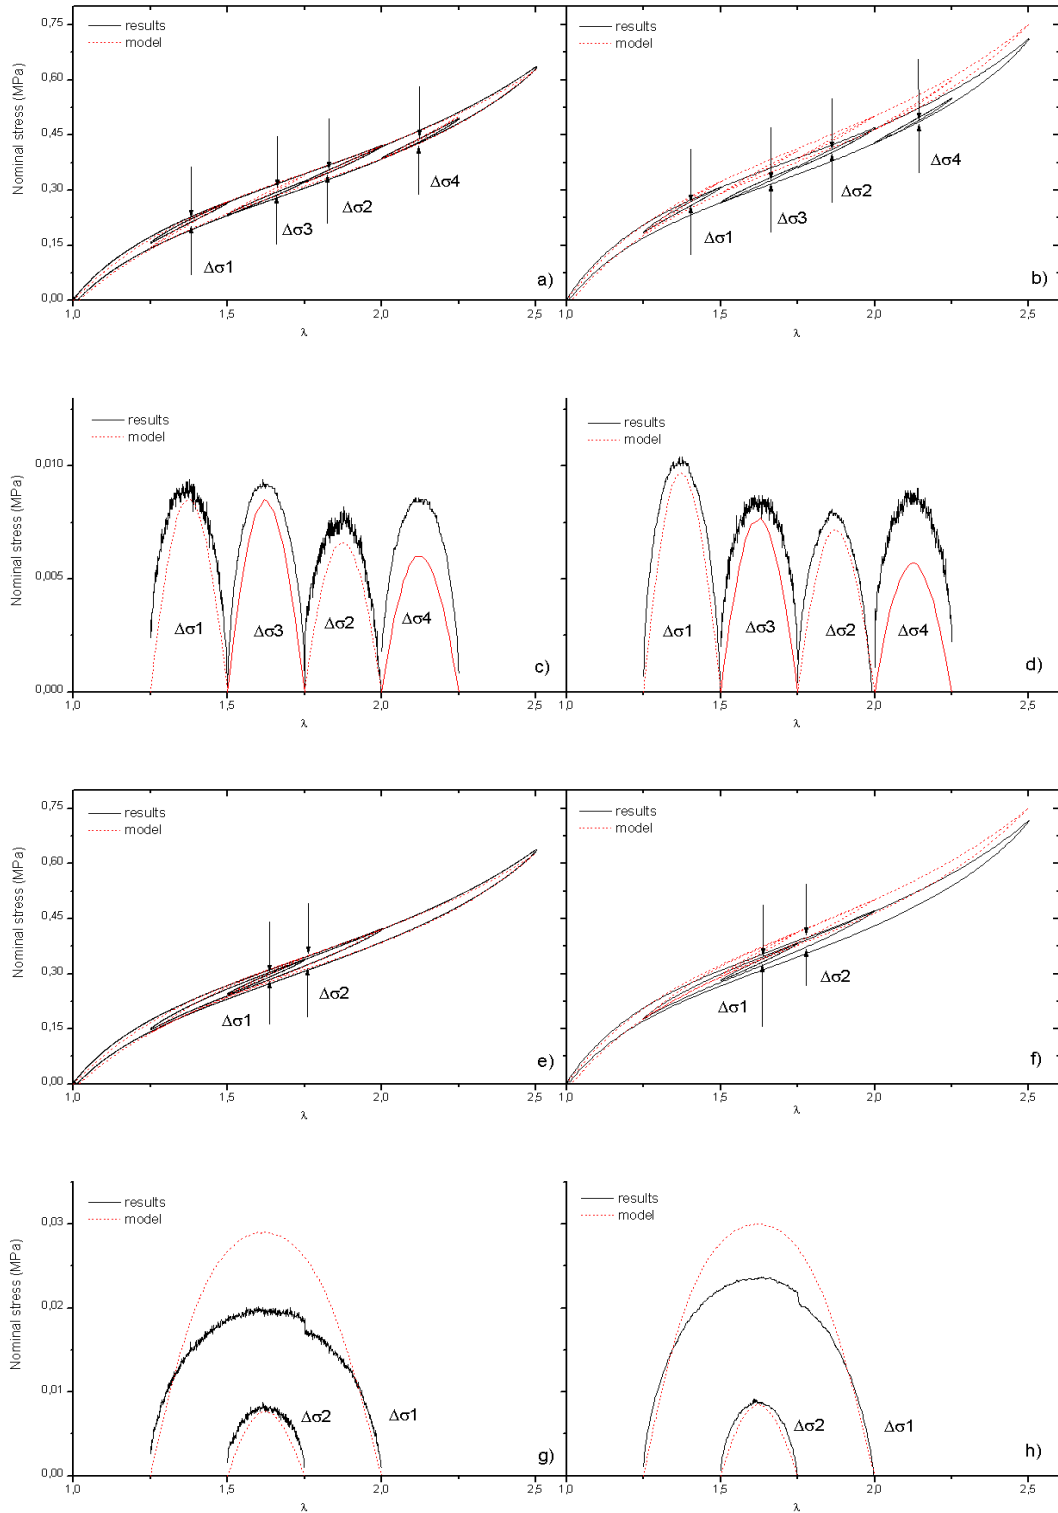 0,75
results
model
0,60
0,45
0,30
0,15
0,00
Nominal stress (MPa)
Δσ1
Δσ3
Δσ2
Δσ4
a)
1,0
1,5
2,0
2,5
λ
results
model
Δσ1
Δσ3
Δσ2
Δσ4
b)
1,0
1,5
2,0
2,5
λ
results
model
0,010
0,005
0,000
Nominal stress (MPa)
Δσ1
Δσ3
Δσ2
Δσ4
c)
1,0
1,5
2,0
2,5
λ
results
model
Δσ1
Δσ3
Δσ2
Δσ4
d)
1,0
1,5
2,0
2,5
λ
0,75
results
model
0,60
0,45
0,30
0,15
0,00
Nominal stress (MPa)
Δσ1
Δσ2
e)
1,0
1,5
2,0
2,5
λ
results
model
Δσ1
Δσ2
f)
1,0
1,5
2,0
2,5
λ
results
model
0,03
0,02
0,01
0,00
Nominal stress (MPa)
Δσ2
Δσ1
g)
1,0
1,5
2,0
2,5
λ
results
model
Δσ2
Δσ1
h)
1,0
1,5
2,0
2,5
λ